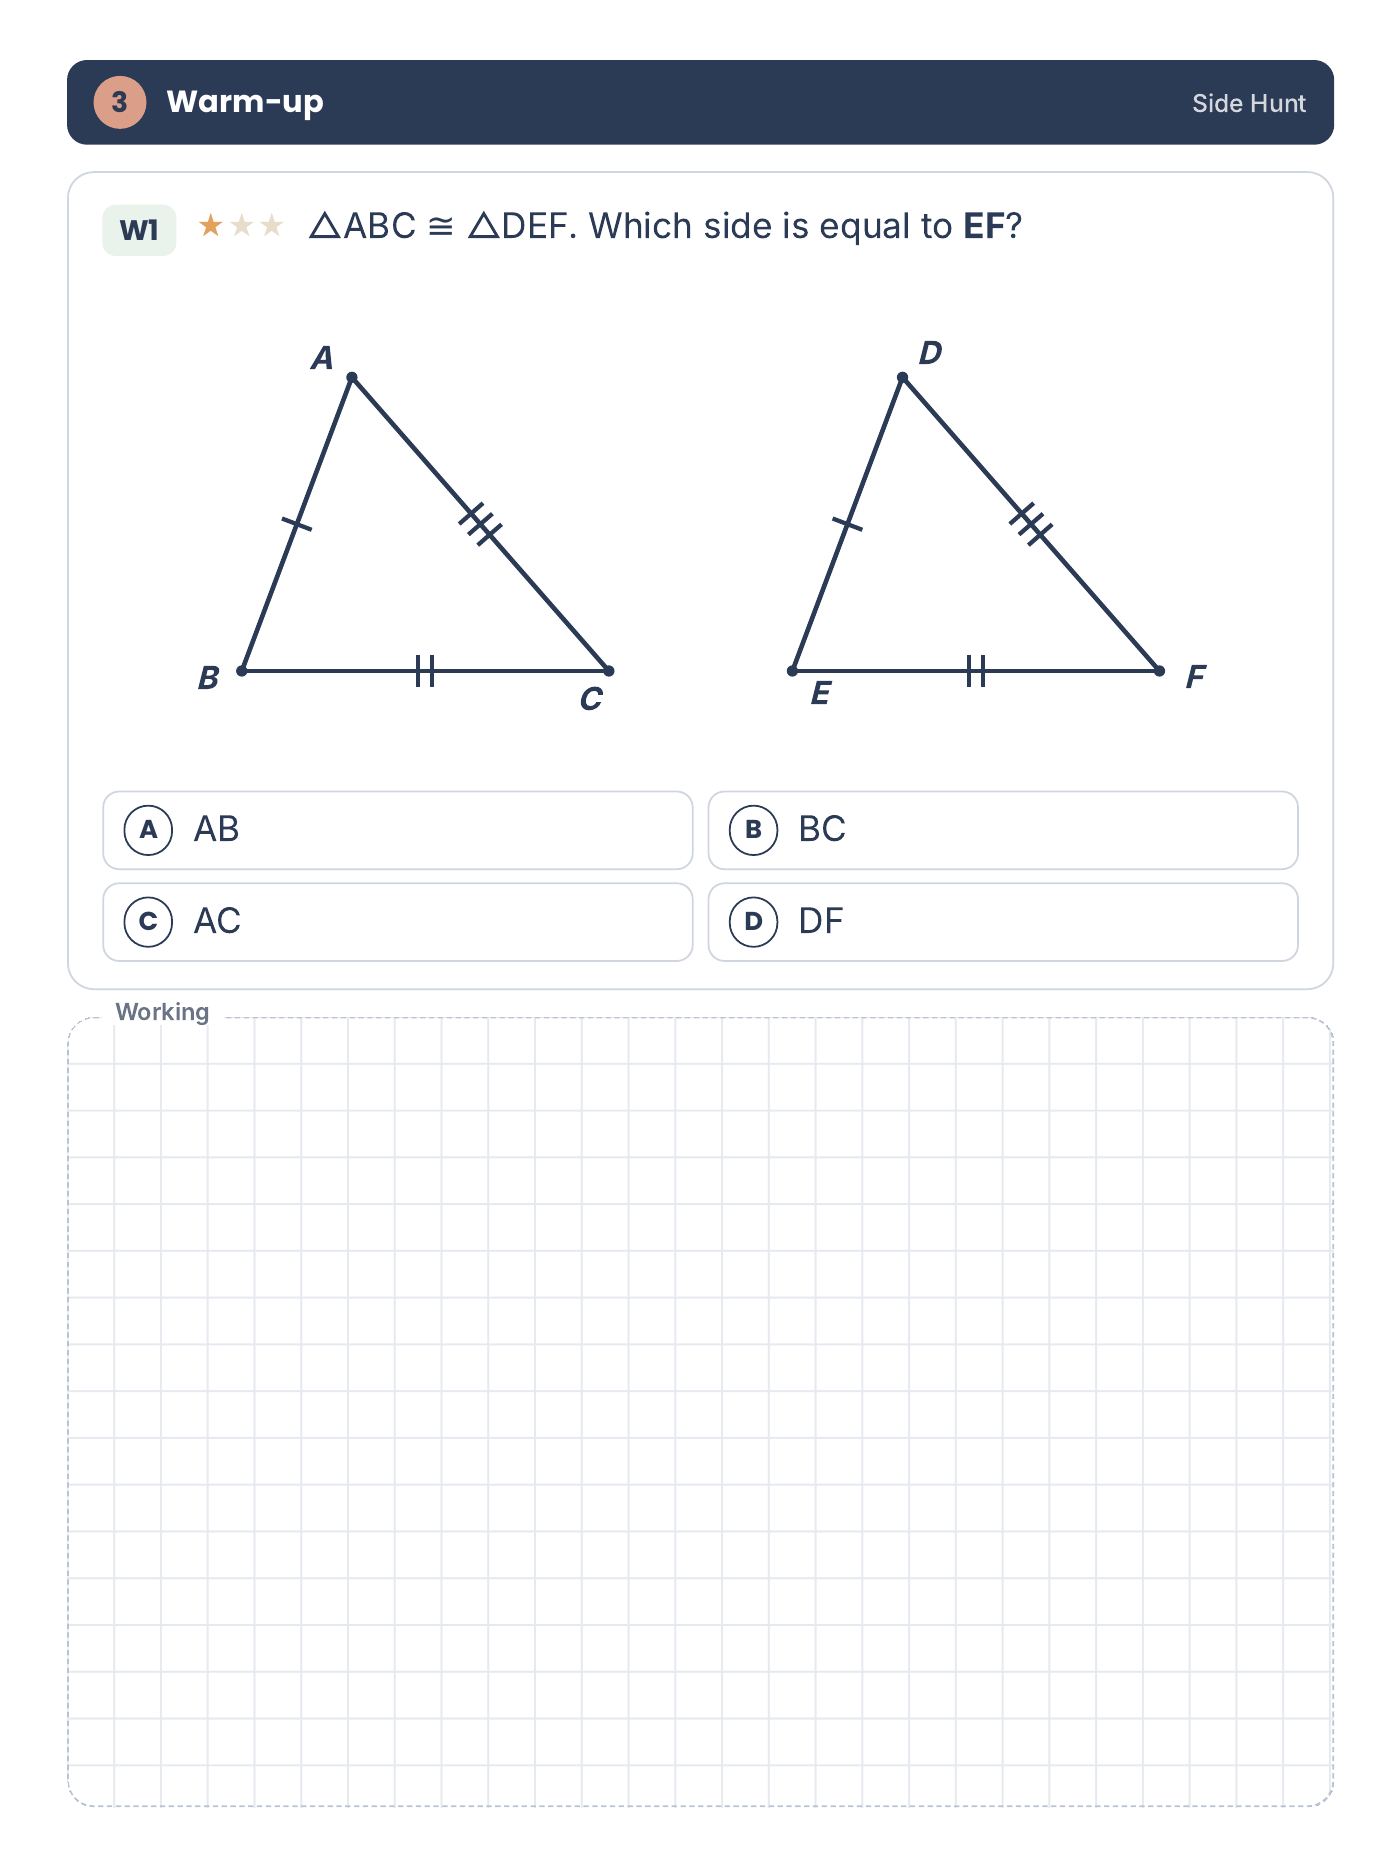 3 Warm-up Side Hunt
W1 ★★★ △ABC ≅ △DEF. Which side is equal to EF?
A D
B C E F
A AB B BC
C AC D DF
Working